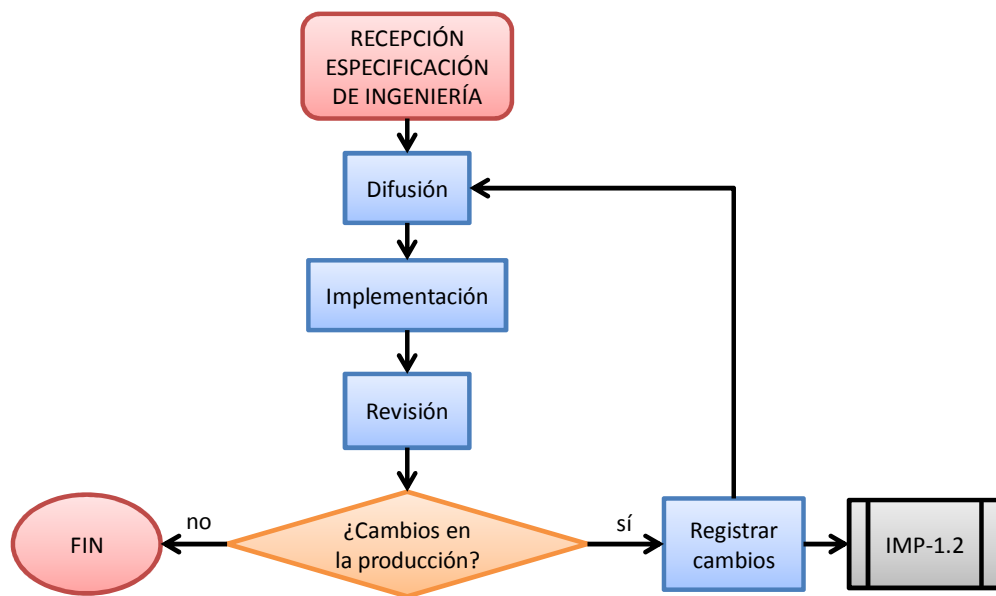 RECEPCIÓN
ESPECIFICACIÓN
DE INGENIERÍA
Difusión
Implementación
Revisión
¿Cambios en
la producción?
no
FIN
sí
Registrar
cambios
IMP-1.2